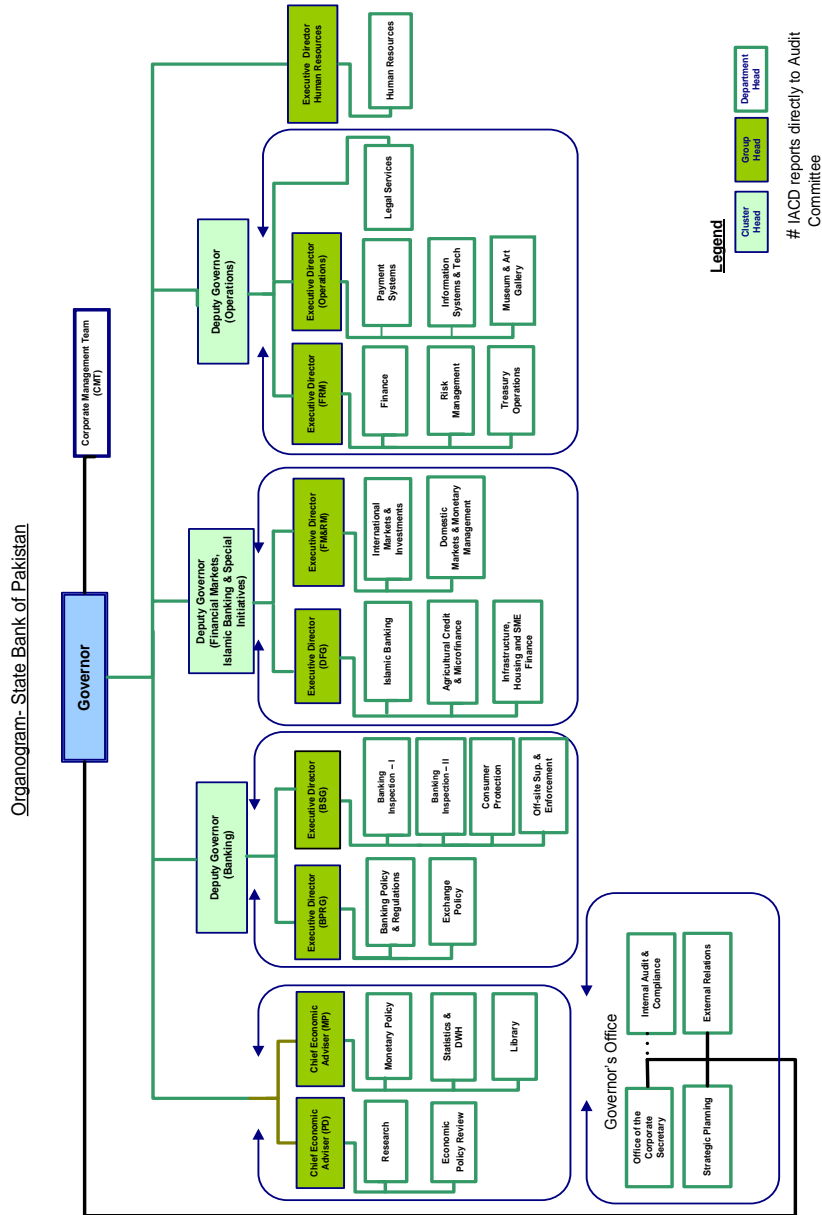 Organogram- State Bank of Pakistan
Governor
Corporate Management Team
(CMT)
Deputy Governor
(Banking)
Deputy Governor
(Financial Markets,
Islamic Banking & Special
Initiatives)
Deputy Governor
(Operations)
Executive Director
Human Resources
Human Resources
Chief Economic
Adviser (PD)
Research
Economic
Policy Review
Chief Economic
Adviser (MP)
Monetary Policy
Statistics &
DWH
Library
Executive Director
(BPRG)
Banking Policy
& Regulations
Exchange
Policy
Executive Director
(BSG)
Banking
Inspection – I
Banking
Inspection – II
Consumer
Protection
Off-site Sup. &
Enforcement
Executive Director
(DFG)
Islamic Banking
Agricultural Credit
& Microfinance
Infrastructure,
Housing and SME
Finance
Executive Director
(FM&RM)
International
Markets &
Investments
Domestic
Markets & Monetary
Management
Executive Director
(FRM)
Finance
Risk
Management
Treasury
Operations
Executive Director
(Operations)
Payment
Systems
Information
Systems & Tech
Museum & Art
Gallery
Legal Services
Governor's Office
Office of the
Corporate
Secretary
Internal Audit &
Compliance
Strategic Planning
External Relations
Legend
Cluster
Head
Group
Head
Department
Head
# IACD reports directly to Audit
Committee